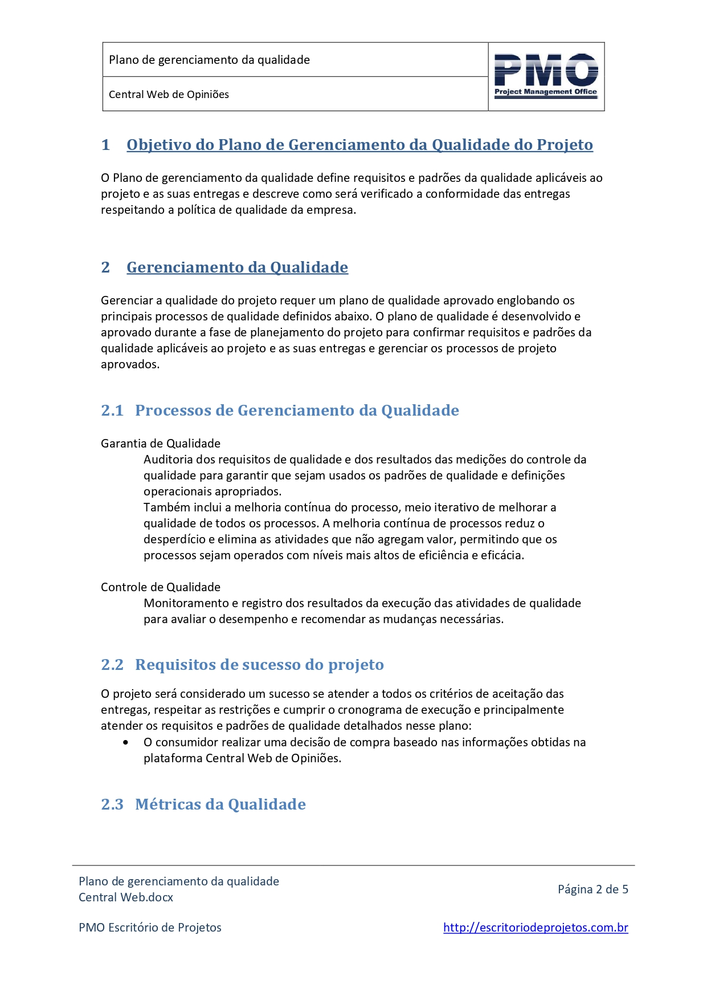 Plano de gerenciamento da qualidade
Central Web de Opiniões
PMO
Project Management Office
1 Objetivo do Plano de Gerenciamento da Qualidade do Projeto
O Plano de gerenciamento da qualidade define requisitos e padrões da qualidade aplicáveis ao
projeto e as suas entregas e descreve como será verificado a conformidade das entregas
respeitando a política de qualidade da empresa.
2 Gerenciamento da Qualidade
Gerenciar a qualidade do projeto requer um plano de qualidade aprovado englobando os
principais processos de qualidade definidos abaixo. O plano de qualidade é desenvolvido e
aprovado durante a fase de planejamento do projeto para confirmar requisitos e padrões da
qualidade aplicáveis ao projeto e as suas entregas e gerenciar os processos de projeto
aprovados.
2.1 Processos de Gerenciamento da Qualidade
Garantia de Qualidade
Auditoria dos requisitos de qualidade e dos resultados das medições do controle da
qualidade para garantir que sejam usados os padrões de qualidade e definições
operacionais apropriados.
Também inclui a melhoria contínua do processo, meio iterativo de melhorar a
qualidade de todos os processos. A melhoria contínua de processos reduz o
desperdício e elimina as atividades que não agregam valor, permitindo que os
processos sejam operados com níveis mais altos de eficiência e eficácia.
Controle de Qualidade
Monitoramento e registro dos resultados da execução das atividades de qualidade
para avaliar o desempenho e recomendar as mudanças necessárias.
2.2 Requisitos de sucesso do projeto
O projeto será considerado um sucesso se atender a todos os critérios de aceitação das
entregas, respeitar as restrições e cumprir o cronograma de execução e principalmente
atender os requisitos e padrões de qualidade detalhados nesse plano:
• O consumidor realizar uma decisão de compra baseado nas informações obtidas na
plataforma Central Web de Opiniões.
2.3 Métricas da Qualidade
Plano de gerenciamento da qualidade
Central Web.docx
Página 2 de 5
PMO Escritório de Projetos
http://escritoriodeprojetos.com.br